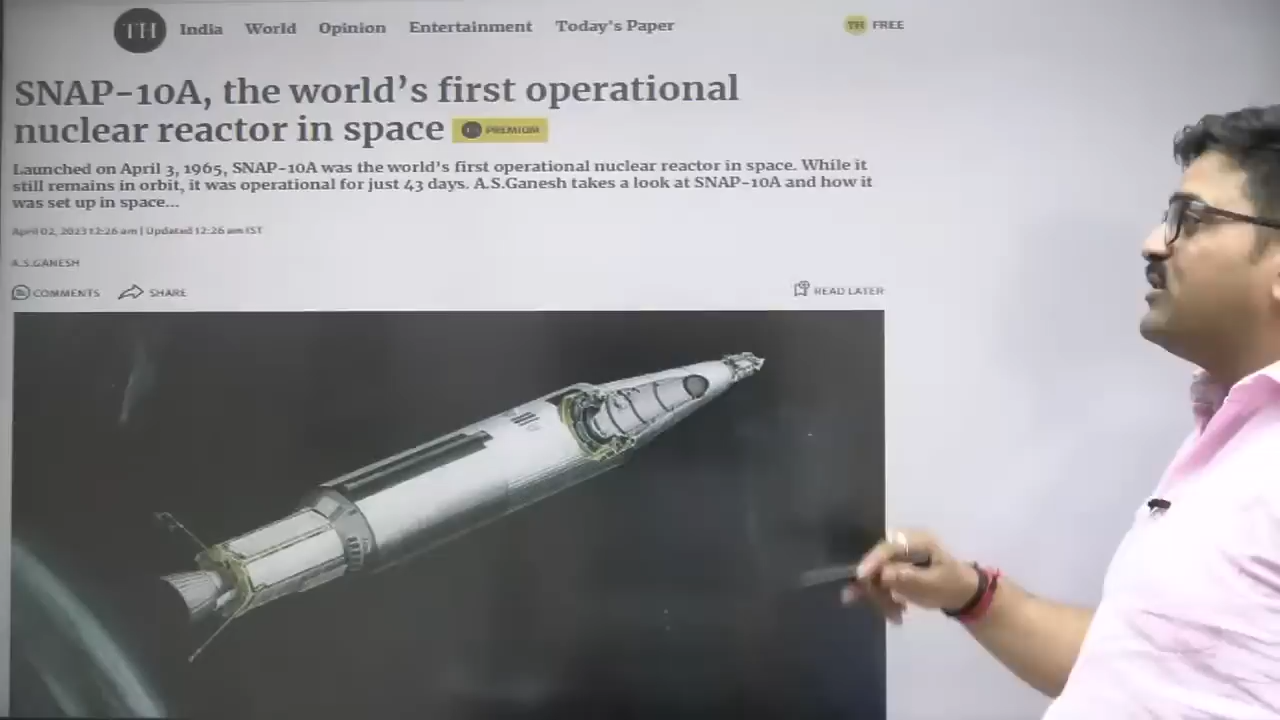 TH India World Opinion Entertainment Today's Paper TH FREE
SNAP-10A, the world's first operational
nuclear reactor in space TH PREMIUM
Launched on April 3, 1965, SNAP-10A was the world's first operational nuclear reactor in space. While it
still remains in orbit, it was operational for just 43 days. A.S.Ganesh takes a look at SNAP-10A and how it
was set up in space...
April 02, 2023 12:26 am | Updated 12:26 am IST
A.S.GANESH
COMMENTS SHARE READ LATER